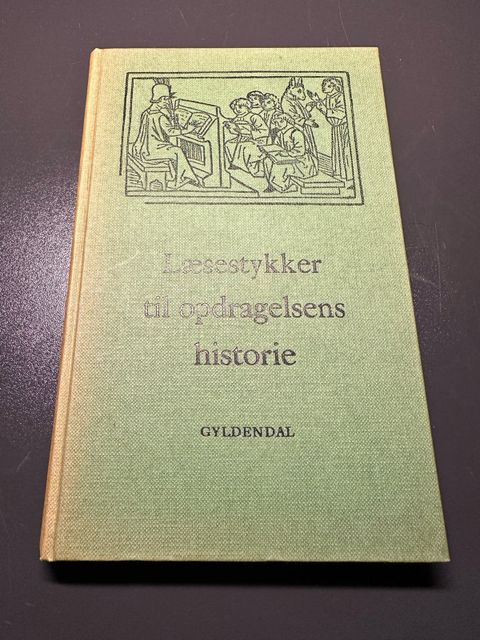 Læsestykker
til opdragelsens
historie
GYLDENDAL